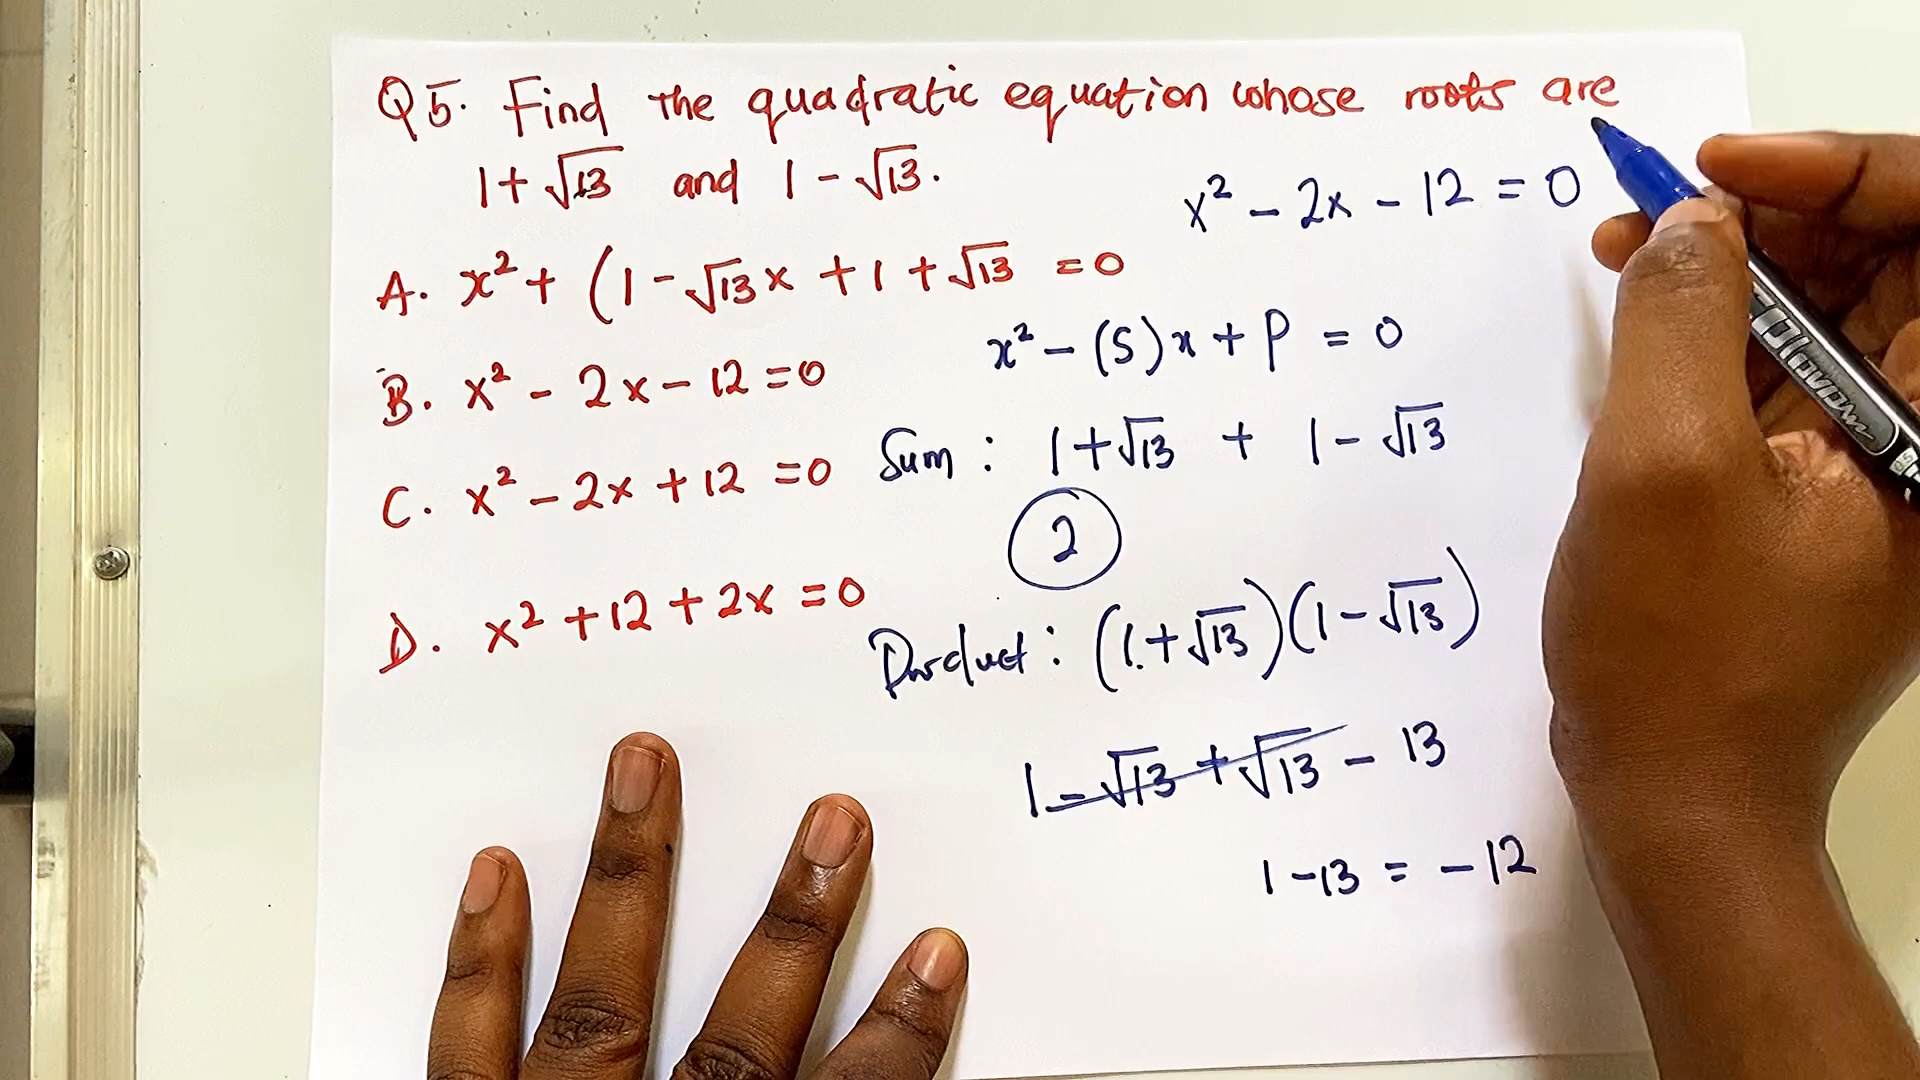 Q5. Find the quadratic equation whose roots are
1+√13 and 1-√13.
A. x²+ (1-√13x +1+√13 =0
B. x² - 2x-12=0
C. x² - 2x +12 =0
D. x² +12 + 2x = 0
x² - 2x - 12 = 0
x² - (S)x + P = 0
Sum : 1+√13 + 1-√13
2
Product : (1+√13)(1-√13)
1-√13 +√13 - 13
1-13 = -12